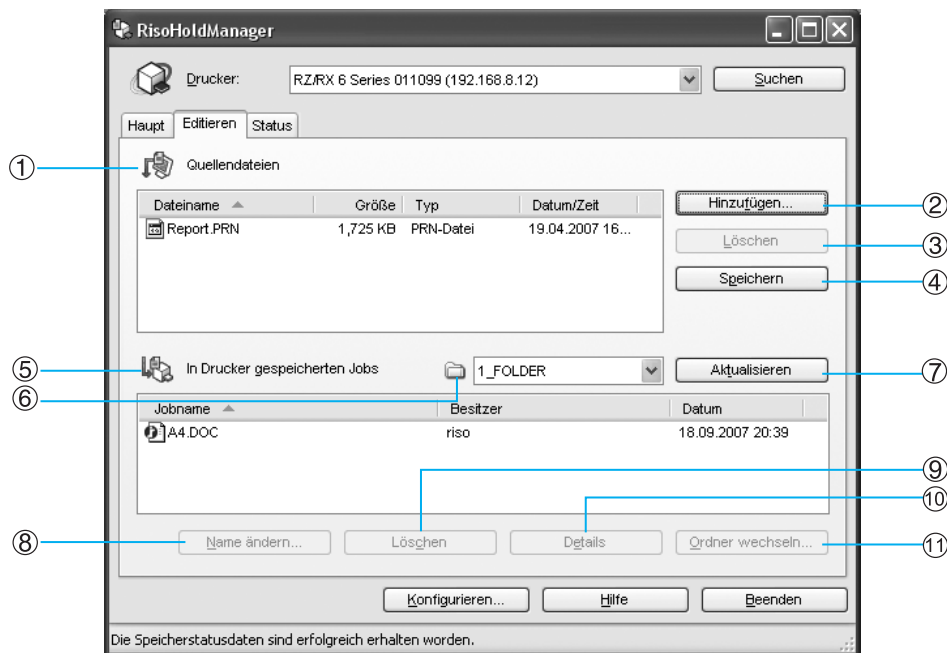 RisoHoldManager
Drucker: RZ/RX 6 Series 011099 (192.168.8.12) Suchen
Haupt Editieren Status
① Quellendateien
Dateiname Größe Typ Datum/Zeit Hinzufügen... ②
Report.PRN 1,725 KB PRN-Datei 19.04.2007 16...
Löschen ③
Speichern ④
⑤ In Drucker gespeicherten Jobs 1_FOLDER Aktualisieren ⑦
⑥
Jobname Besitzer Datum
A4.DOC riso 18.09.2007 20:39
⑨
⑩
⑧ Name ändern... Löschen Details Ordner wechseln... ⑪
Konfigurieren... Hilfe Beenden
Die Speicherstatusdaten sind erfolgreich erhalten worden.